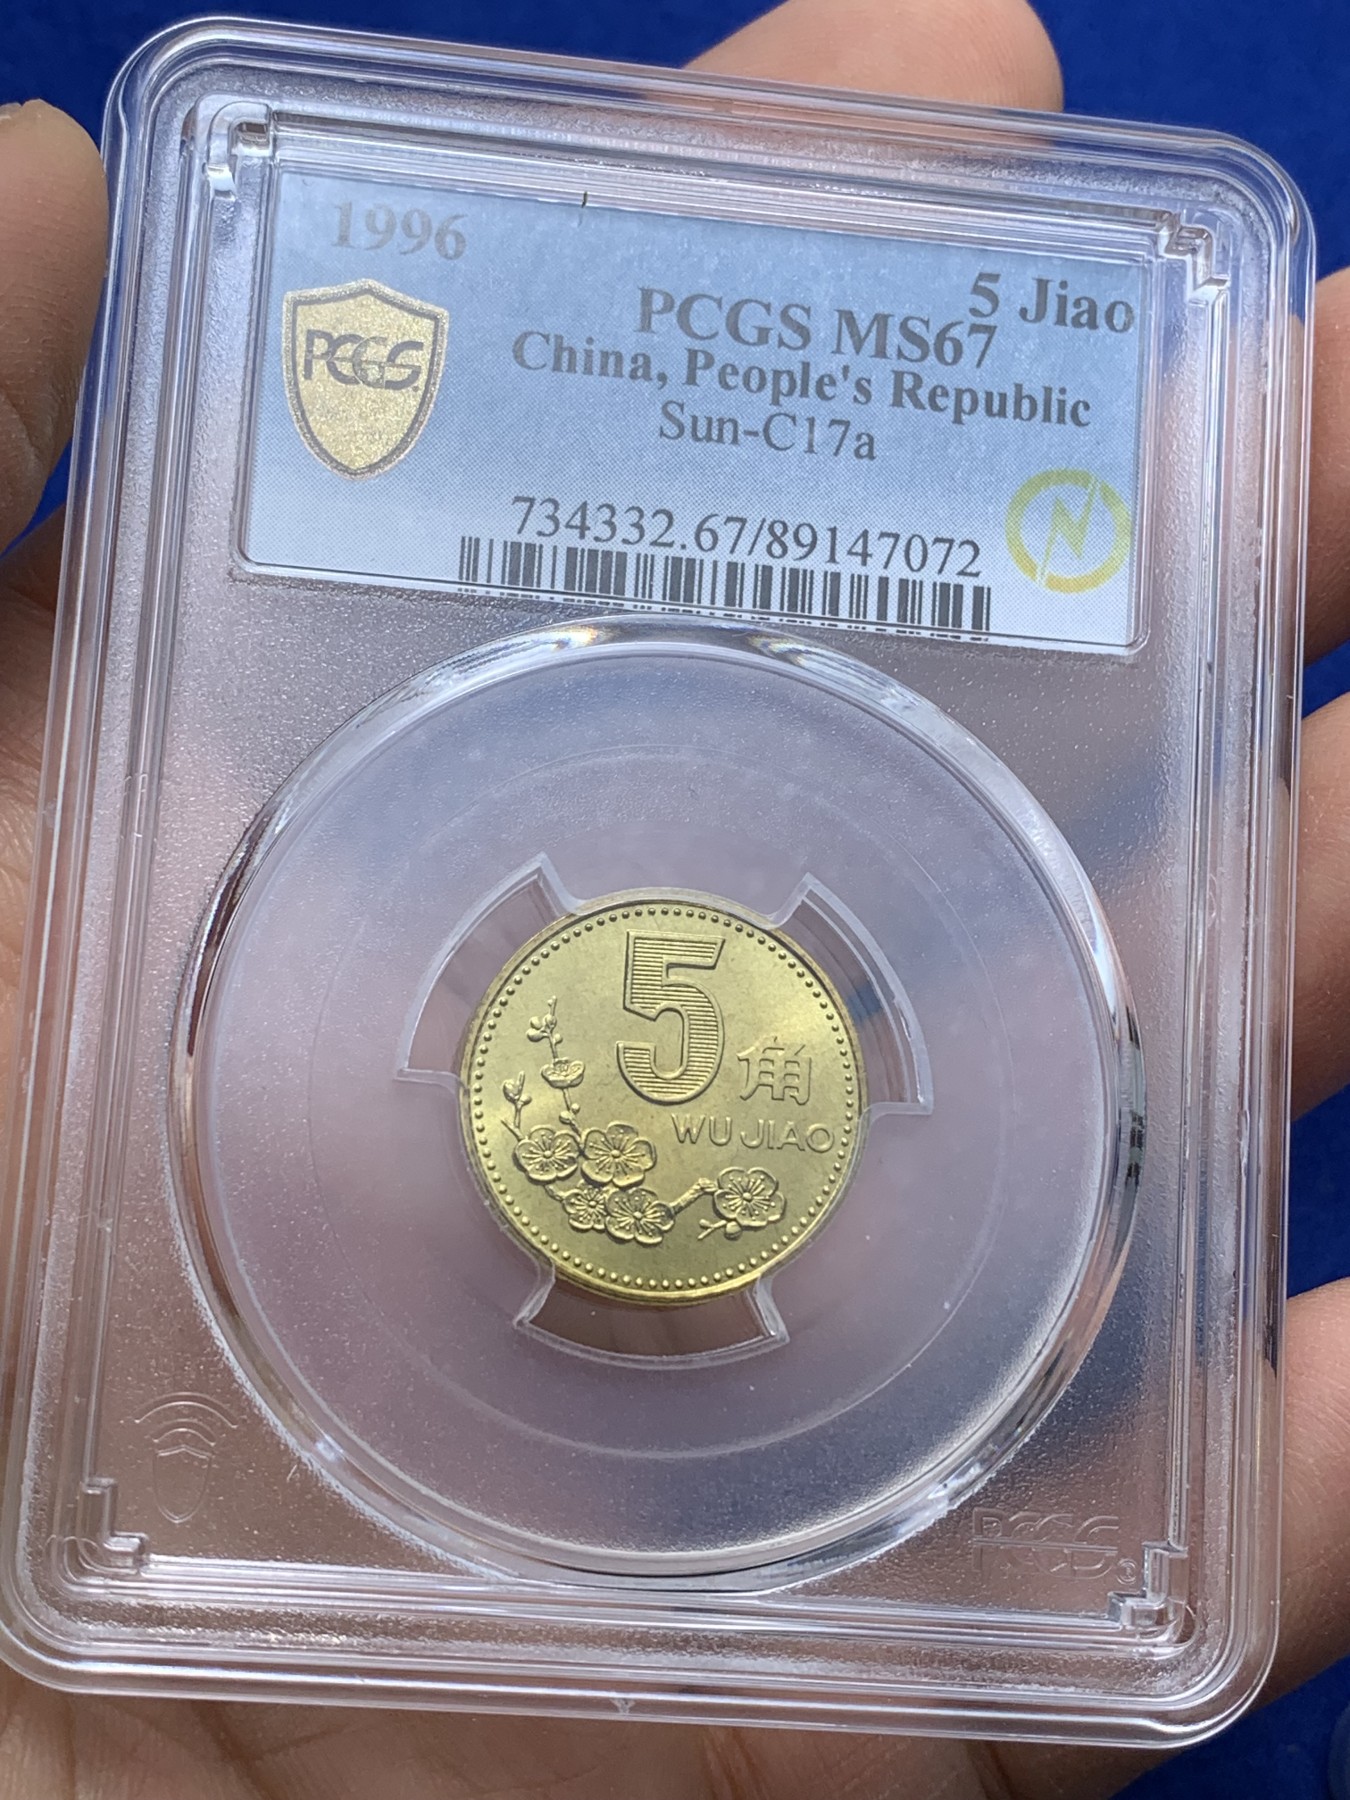 1996
5 Jiao
PCGS
PCGS MS67
China, People's Republic
Sun-C17a
734332.67/89147072
5角
WU JIAO
PCGS